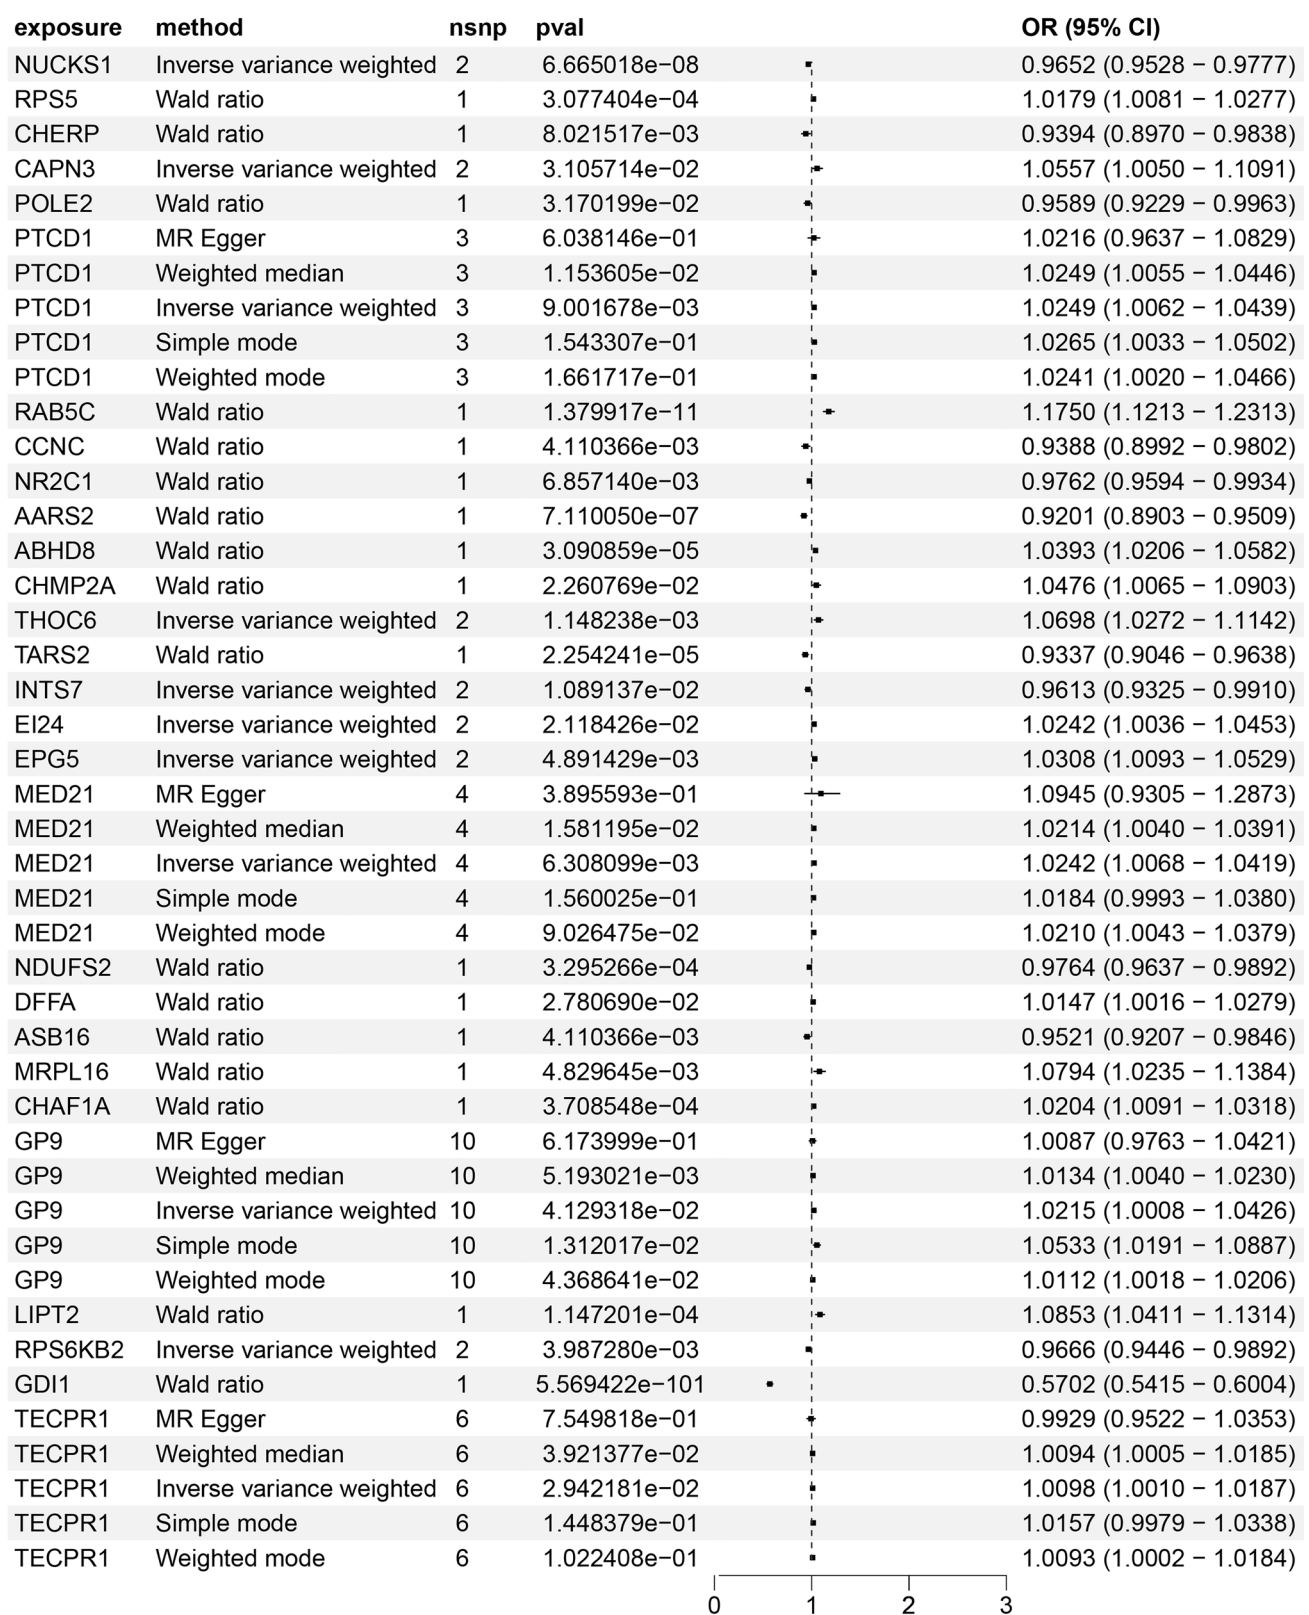 exposure method nsnp pval OR (95% CI)
NUCKS1 Inverse variance weighted 2 6.665018e−08 0.9652 (0.9528 − 0.9777)
RPS5 Wald ratio 1 3.077404e−04 1.0179 (1.0081 − 1.0277)
CHERP Wald ratio 1 8.021517e−03 0.9394 (0.8970 − 0.9838)
CAPN3 Inverse variance weighted 2 3.105714e−02 1.0557 (1.0050 − 1.1091)
POLE2 Wald ratio 1 3.170199e−02 0.9589 (0.9229 − 0.9963)
PTCD1 MR Egger 3 6.038146e−01 1.0216 (0.9637 − 1.0829)
PTCD1 Weighted median 3 1.153605e−02 1.0249 (1.0055 − 1.0446)
PTCD1 Inverse variance weighted 3 9.001678e−03 1.0249 (1.0062 − 1.0439)
PTCD1 Simple mode 3 1.543307e−01 1.0265 (1.0033 − 1.0502)
PTCD1 Weighted mode 3 1.661717e−01 1.0241 (1.0020 − 1.0466)
RAB5C Wald ratio 1 1.379917e−11 1.1750 (1.1213 − 1.2313)
CCNC Wald ratio 1 4.110366e−03 0.9388 (0.8992 − 0.9802)
NR2C1 Wald ratio 1 6.857140e−03 0.9762 (0.9594 − 0.9934)
AARS2 Wald ratio 1 7.110050e−07 0.9201 (0.8903 − 0.9509)
ABHD8 Wald ratio 1 3.090859e−05 1.0393 (1.0206 − 1.0582)
CHMP2A Wald ratio 1 2.260769e−02 1.0476 (1.0065 − 1.0903)
THOC6 Inverse variance weighted 2 1.148238e−03 1.0698 (1.0272 − 1.1142)
TARS2 Wald ratio 1 2.254241e−05 0.9337 (0.9046 − 0.9638)
INTS7 Inverse variance weighted 2 1.089137e−02 0.9613 (0.9325 − 0.9910)
EI24 Inverse variance weighted 2 2.118426e−02 1.0242 (1.0036 − 1.0453)
EPG5 Inverse variance weighted 2 4.891429e−03 1.0308 (1.0093 − 1.0529)
MED21 MR Egger 4 3.895593e−01 1.0945 (0.9305 − 1.2873)
MED21 Weighted median 4 1.581195e−02 1.0214 (1.0040 − 1.0391)
MED21 Inverse variance weighted 4 6.308099e−03 1.0242 (1.0068 − 1.0419)
MED21 Simple mode 4 1.560025e−01 1.0184 (0.9993 − 1.0380)
MED21 Weighted mode 4 9.026475e−02 1.0210 (1.0043 − 1.0379)
NDUFS2 Wald ratio 1 3.295266e−04 0.9764 (0.9637 − 0.9892)
DFFA Wald ratio 1 2.780690e−02 1.0147 (1.0016 − 1.0279)
ASB16 Wald ratio 1 4.110366e−03 0.9521 (0.9207 − 0.9846)
MRPL16 Wald ratio 1 4.829645e−03 1.0794 (1.0235 − 1.1384)
CHAF1A Wald ratio 1 3.708548e−04 1.0204 (1.0091 − 1.0318)
GP9 MR Egger 10 6.173999e−01 1.0087 (0.9763 − 1.0421)
GP9 Weighted median 10 5.193021e−03 1.0134 (1.0040 − 1.0230)
GP9 Inverse variance weighted 10 4.129318e−02 1.0215 (1.0008 − 1.0426)
GP9 Simple mode 10 1.312017e−02 1.0533 (1.0191 − 1.0887)
GP9 Weighted mode 10 4.368641e−02 1.0112 (1.0018 − 1.0206)
LIPT2 Wald ratio 1 1.147201e−04 1.0853 (1.0411 − 1.1314)
RPS6KB2 Inverse variance weighted 2 3.987280e−03 0.9666 (0.9446 − 0.9892)
GDI1 Wald ratio 1 5.569422e−101 0.5702 (0.5415 − 0.6004)
TECPR1 MR Egger 6 7.549818e−01 0.9929 (0.9522 − 1.0353)
TECPR1 Weighted median 6 3.921377e−02 1.0094 (1.0005 − 1.0185)
TECPR1 Inverse variance weighted 6 2.942181e−02 1.0098 (1.0010 − 1.0187)
TECPR1 Simple mode 6 1.448379e−01 1.0157 (0.9979 − 1.0338)
TECPR1 Weighted mode 6 1.022408e−01 1.0093 (1.0002 − 1.0184)
0 1 2 3